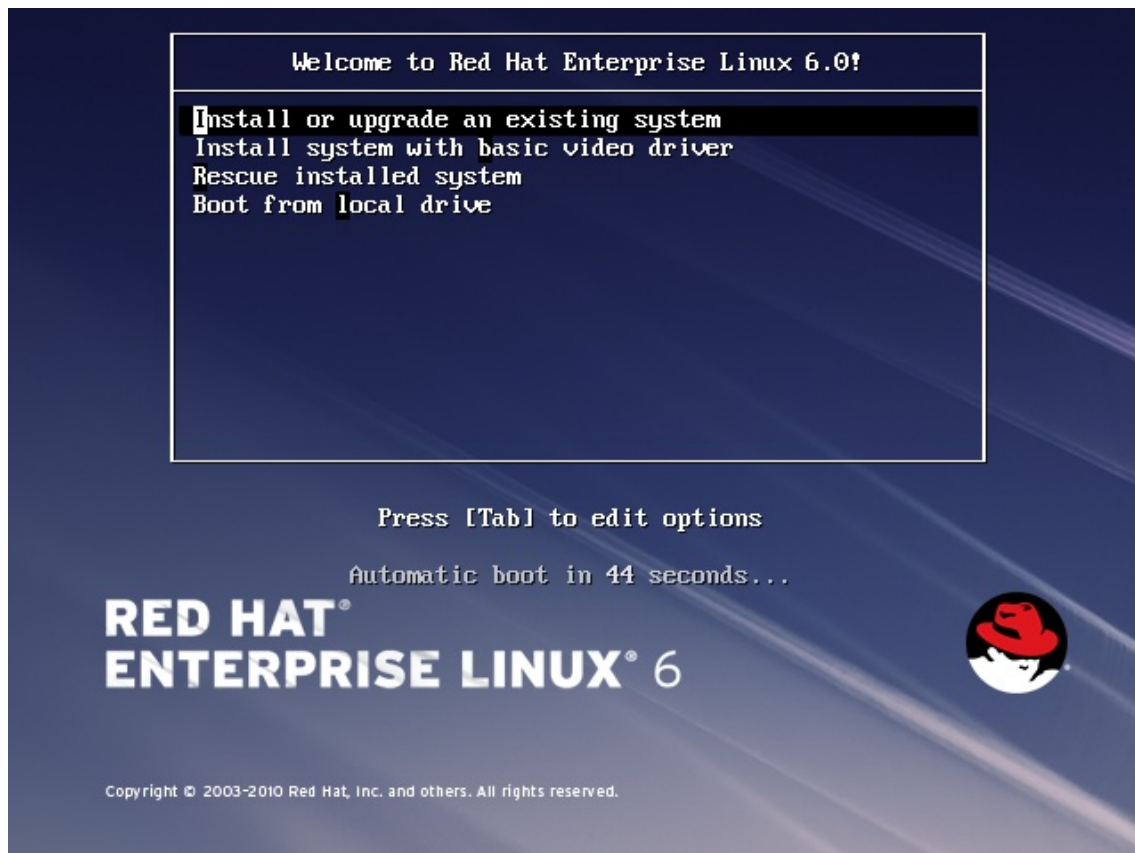 Welcome to Red Hat Enterprise Linux 6.0!
Install or upgrade an existing system
Install system with basic video driver
Rescue installed system
Boot from local drive
Press [Tab] to edit options
Automatic boot in 44 seconds...
RED HAT®
ENTERPRISE LINUX® 6
Copyright © 2003-2010 Red Hat, Inc. and others. All rights reserved.